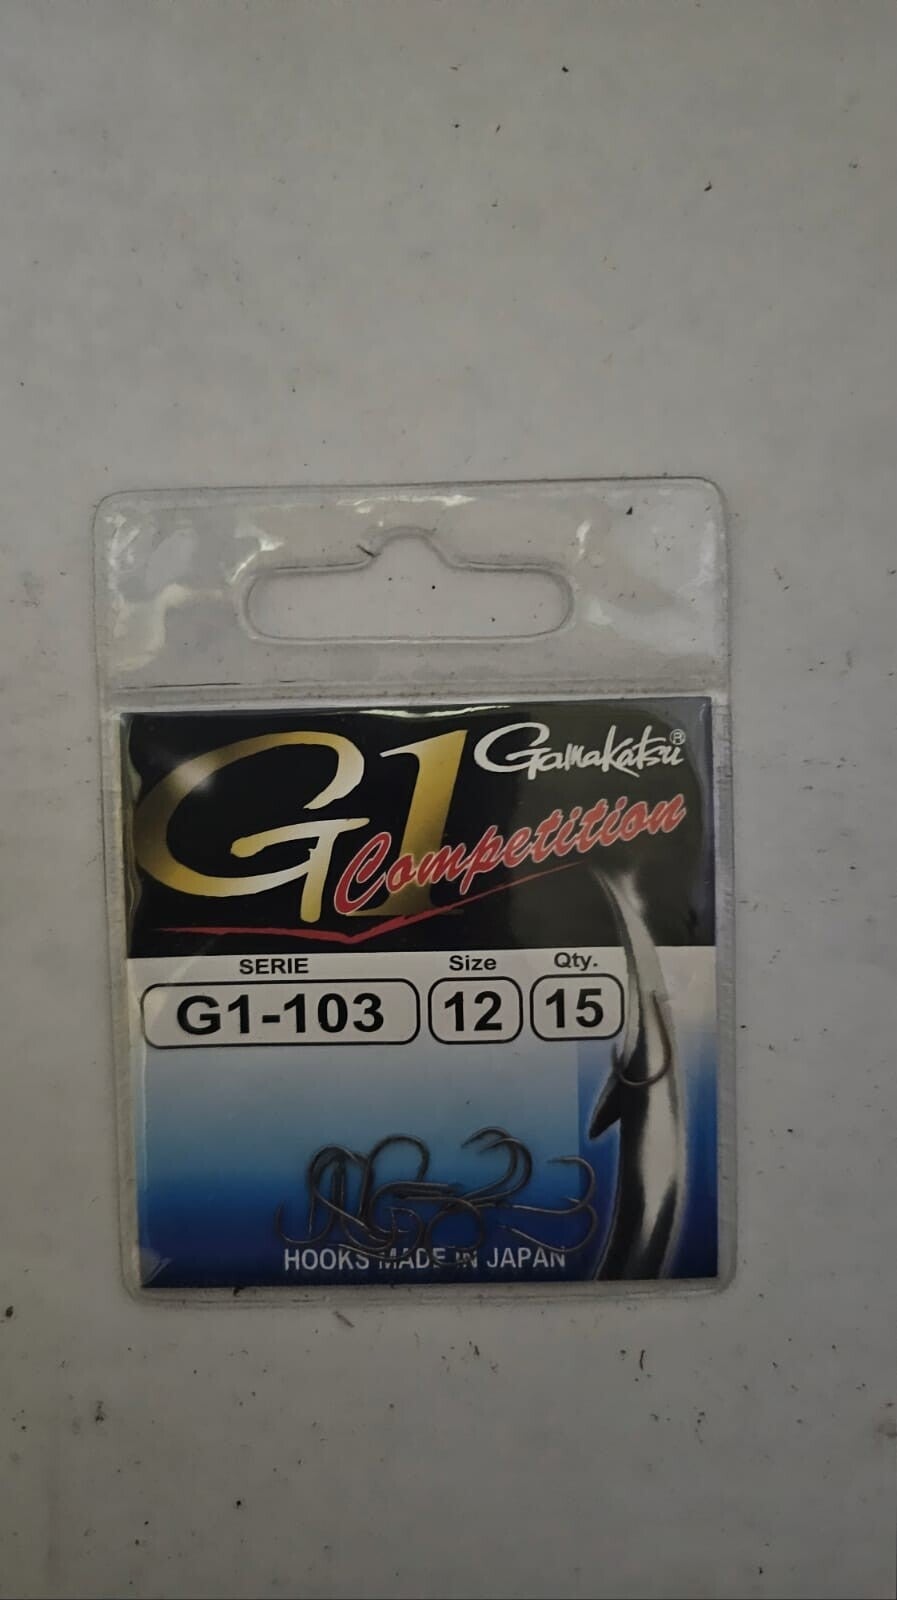 G1 Gamakatsu®
Competition
SERIE Size Qty.
G1-103 12 15
HOOKS MADE IN JAPAN